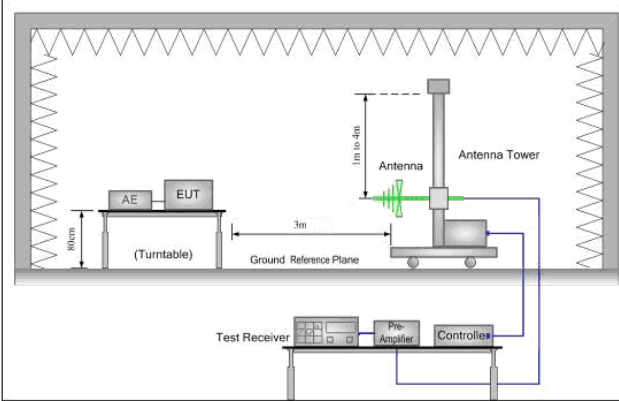 1m to 4m
Antenna
Antenna Tower
AE
EUT
80cm
3m
(Turntable)
Ground Reference Plane
Test Receiver
Pre-
Amplifier
Controller